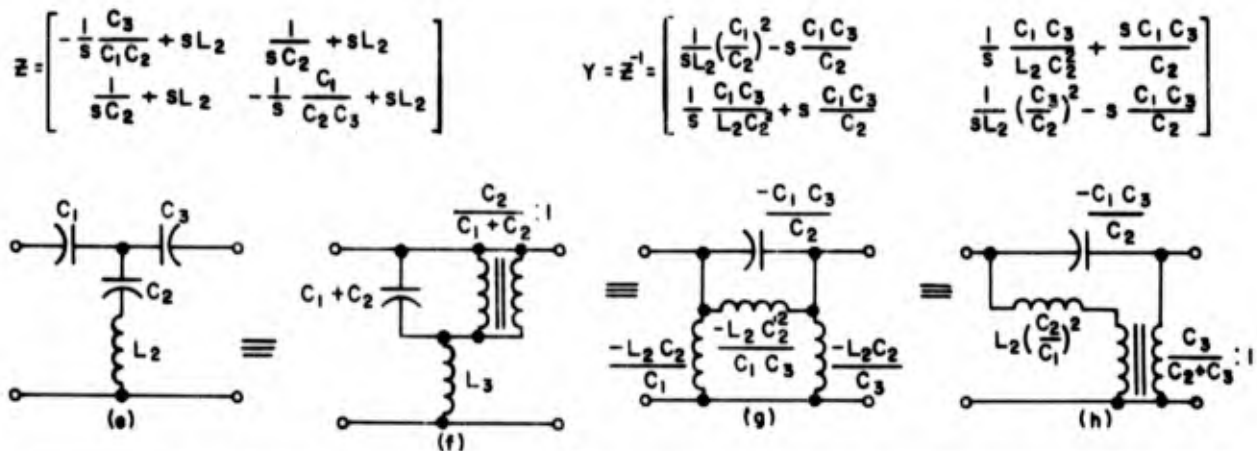 Z̄ = [ -1/s C₃/(C₁C₂) + sL₂    1/(sC₂) + sL₂ ]
[ 1/(sC₂) + sL₂    -1/s C₁/(C₂C₃) + sL₂ ]
Y = Z̄⁻¹ = [ 1/(sL₂) (C₁/C₂)² - s C₁C₃/C₂    1/s C₁C₃/(L₂C₂²) + sC₁C₃/C₂ ]
[ 1/s C₁C₃/(L₂C₂²) + s C₁C₃/C₂    1/(sL₂) (C₃/C₂)² - s C₁C₃/C₂ ]
C₁
C₃
C₂
L₂
≡
(e)
C₂/(C₁+C₂) :1
C₁+C₂
L₃
(f)
≡
-C₁C₃/C₂
-L₂C₂/C₁
-L₂C₂²/(C₁C₃)
-L₂C₂/C₃
(g)
≡
-C₁C₃/C₂
L₂(C₂/C₁)²
C₃/(C₂+C₃) :1
(h)